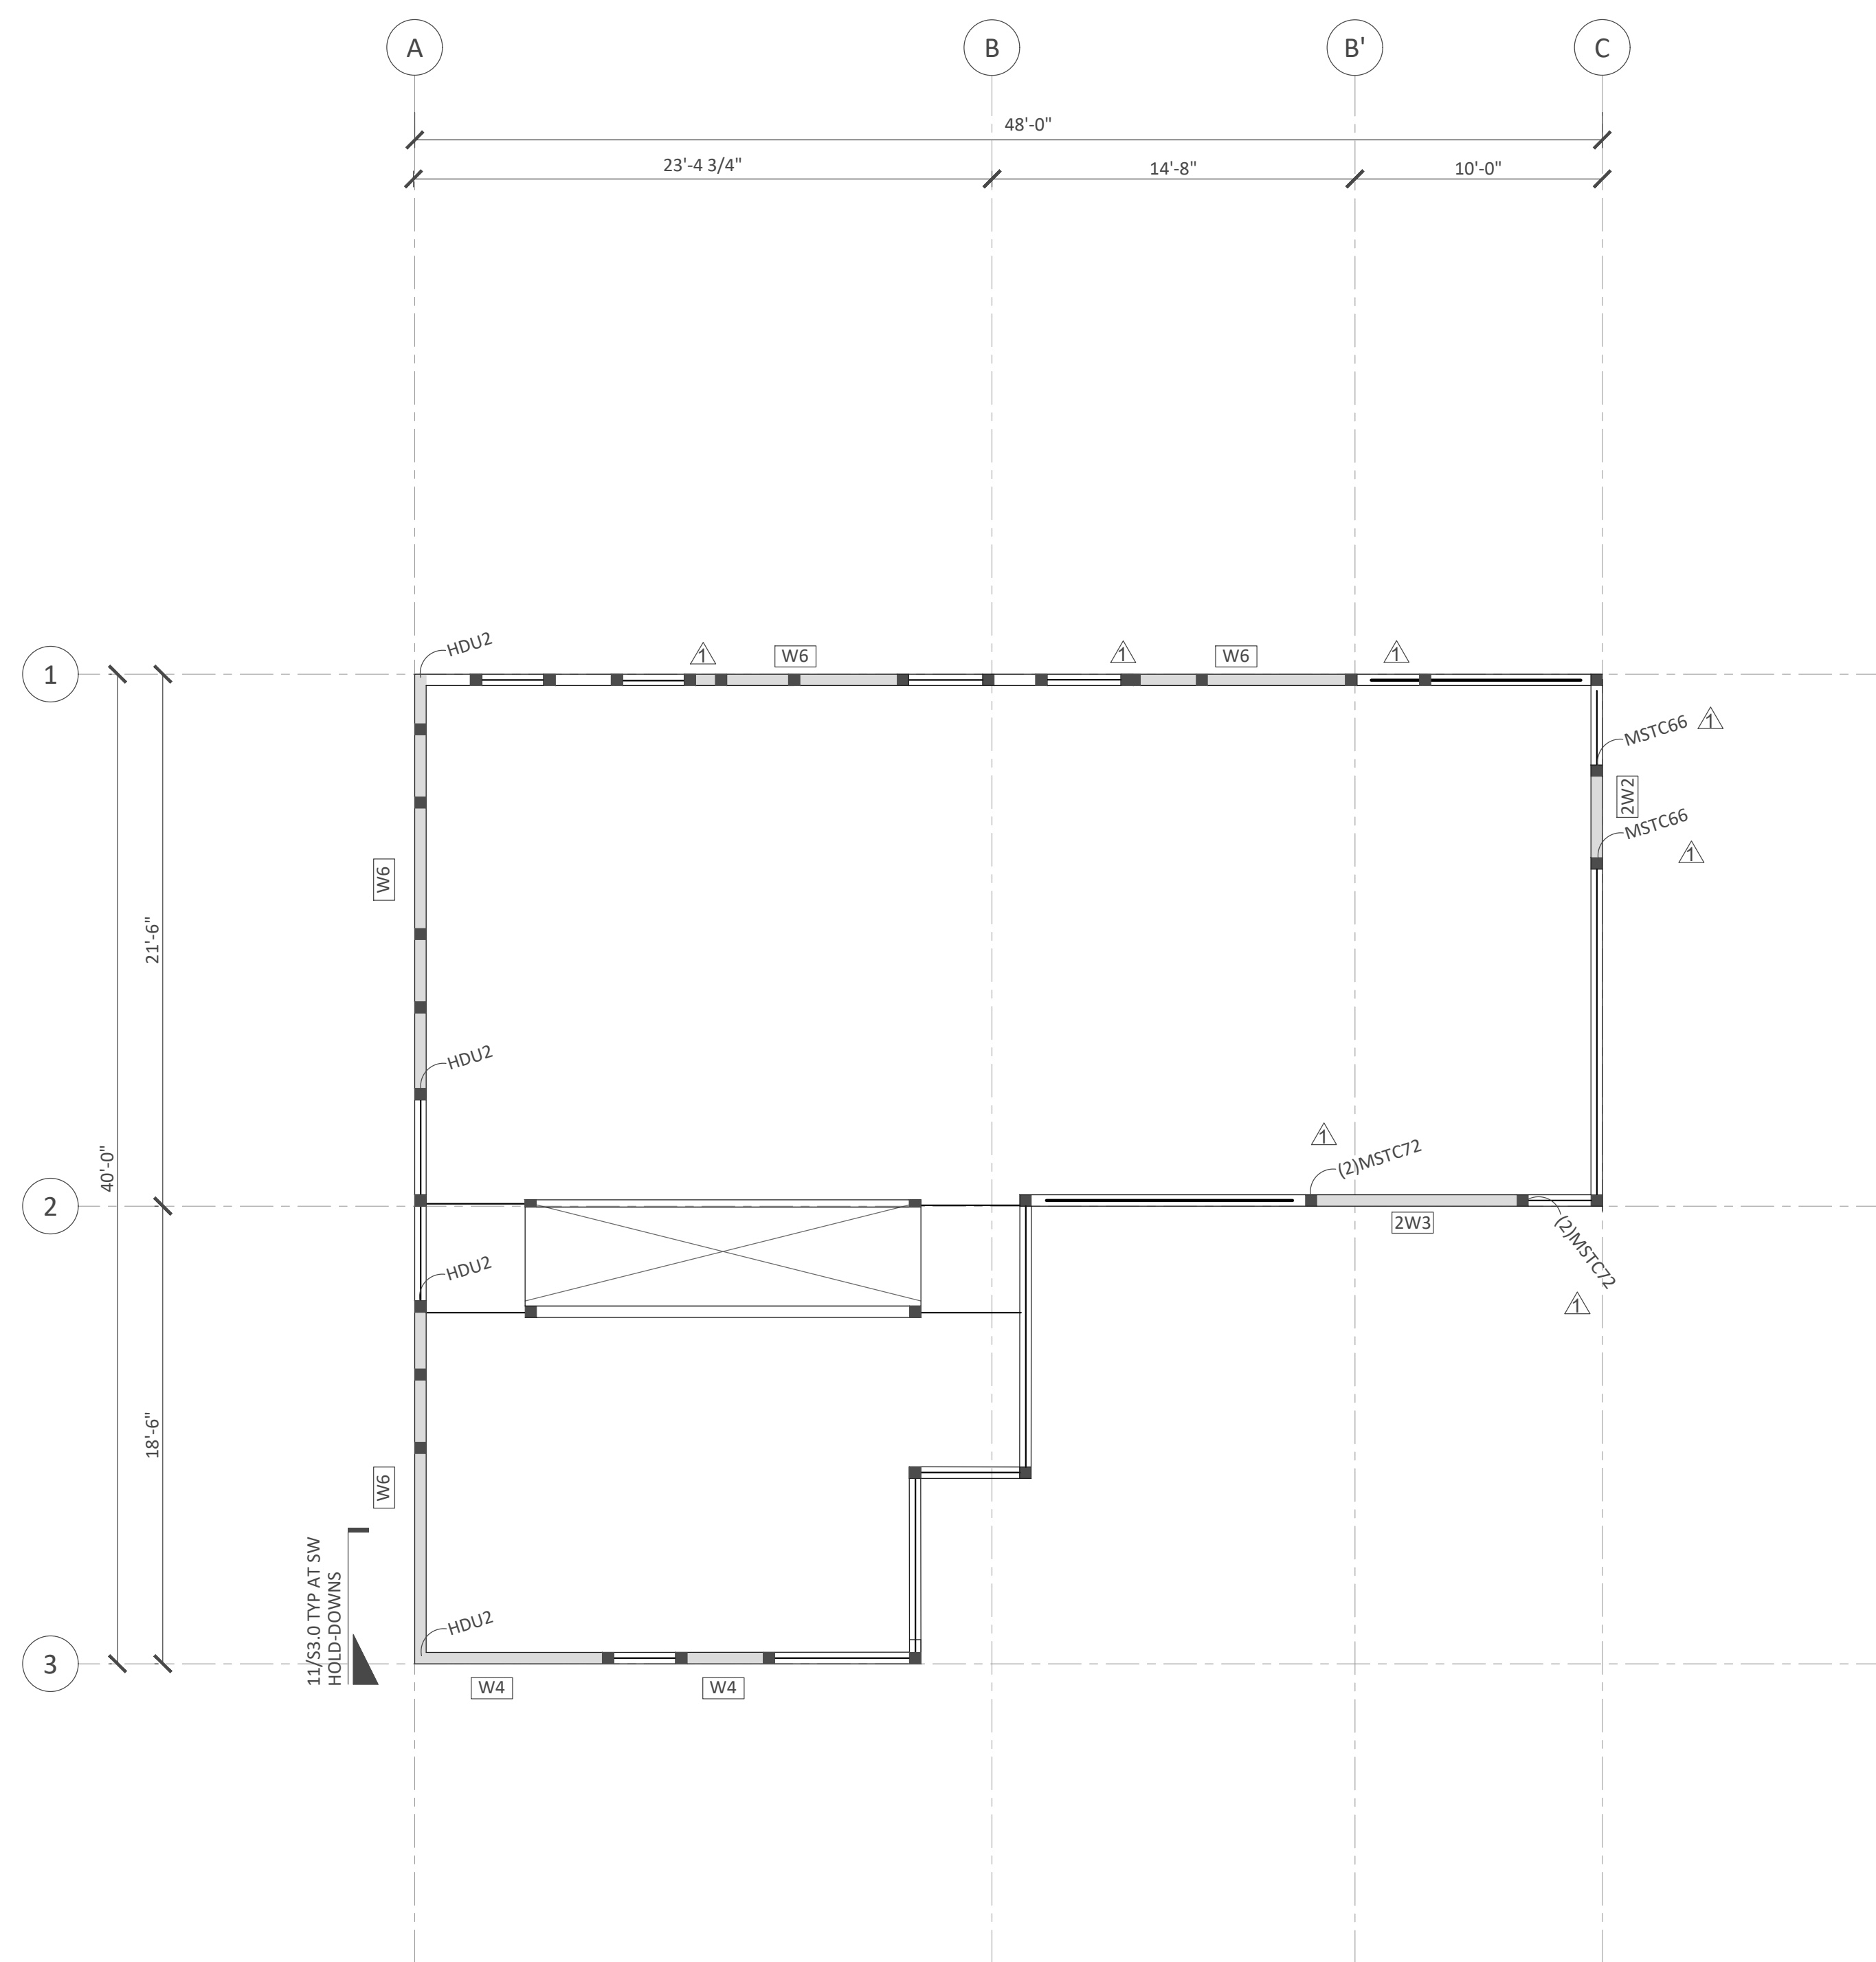 A
B
B'
C
48'-0"
23'-4 3/4"
14'-8"
10'-0"
HDU2
1
W6
1
W6
1
1
MSTC66
1
2W2
MSTC66
1
W6
21'-6"
HDU2
1
(2)MSTC72
40'-0"
2
2W3
(2)MSTC72
HDU2
1
18'-6"
W6
11/S3.0 TYP AT SW
HOLD-DOWNS
HDU2
3
W4
W4